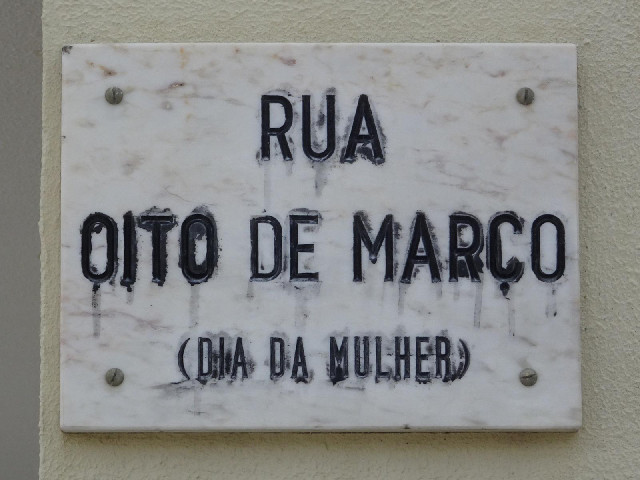 RUA
OITO DE MARÇO
(DIA DA MULHER)